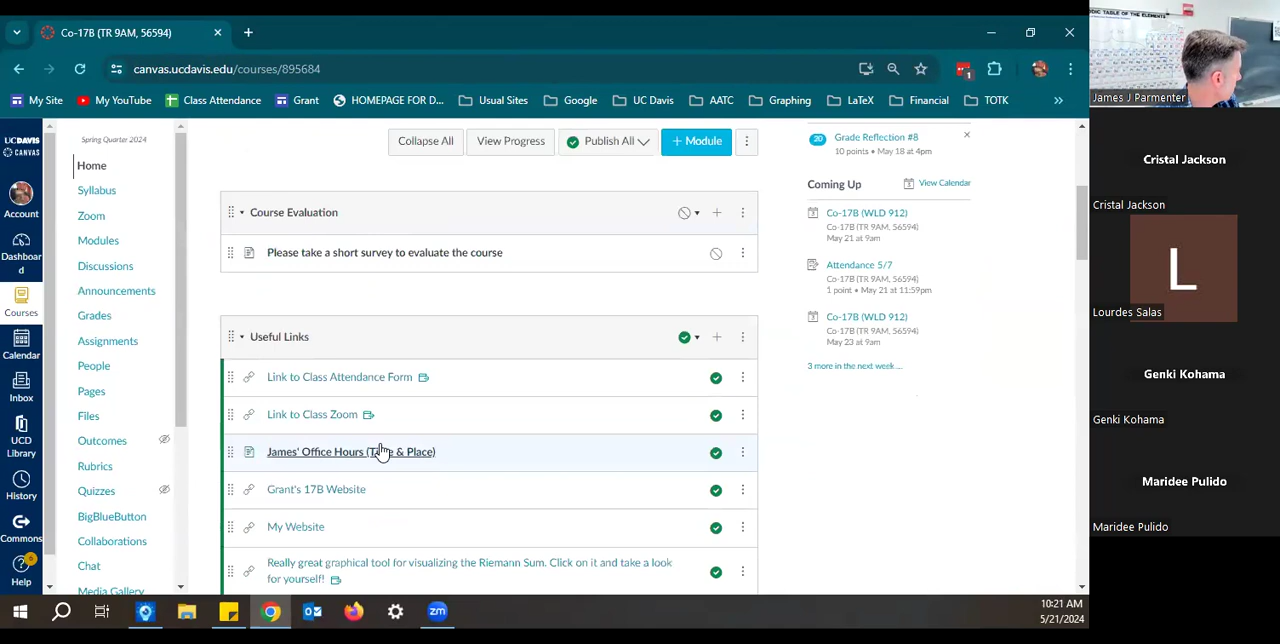 Co-17B (TR 9AM, 56594)
canvas.ucdavis.edu/courses/895684
1
My Site
My YouTube
Class Attendance
Grant
HOMEPAGE FOR D...
Usual Sites
Google
UC Davis
AATC
Graphing
LaTeX
Financial
TOTK
UCDAVIS
CANVAS
Account
Dashboar
d
Courses
Calendar
Inbox
UCD
Library
History
Commons
Help
Spring Quarter 2024
Home
Syllabus
Zoom
Modules
Discussions
Announcements
Grades
Assignments
People
Pages
Files
Outcomes
Rubrics
Quizzes
BigBlueButton
Collaborations
Chat
Media Gallery
Collapse All
View Progress
Publish All
+ Module
Course Evaluation
Please take a short survey to evaluate the course
Useful Links
Link to Class Attendance Form
Link to Class Zoom
James' Office Hours (Time & Place)
Grant's 17B Website
My Website
Really great graphical tool for visualizing the Riemann Sum. Click on it and take a look
for yourself!
20
Grade Reflection #8
10 points • May 18 at 4pm
Coming Up
View Calendar
Co-17B (WLD 912)
Co-17B (TR 9AM, 56594)
May 21 at 9am
Attendance 5/7
Co-17B (TR 9AM, 56594)
1 point • May 21 at 11:59pm
Co-17B (WLD 912)
Co-17B (TR 9AM, 56594)
May 23 at 9am
3 more in the next week ...
zm
10:21 AM
5/21/2024
TABLE OF THE ELEMENTS
James J Parmenter
Cristal Jackson
Cristal Jackson
L
Lourdes Salas
Genki Kohama
Genki Kohama
Maridee Pulido
Maridee Pulido